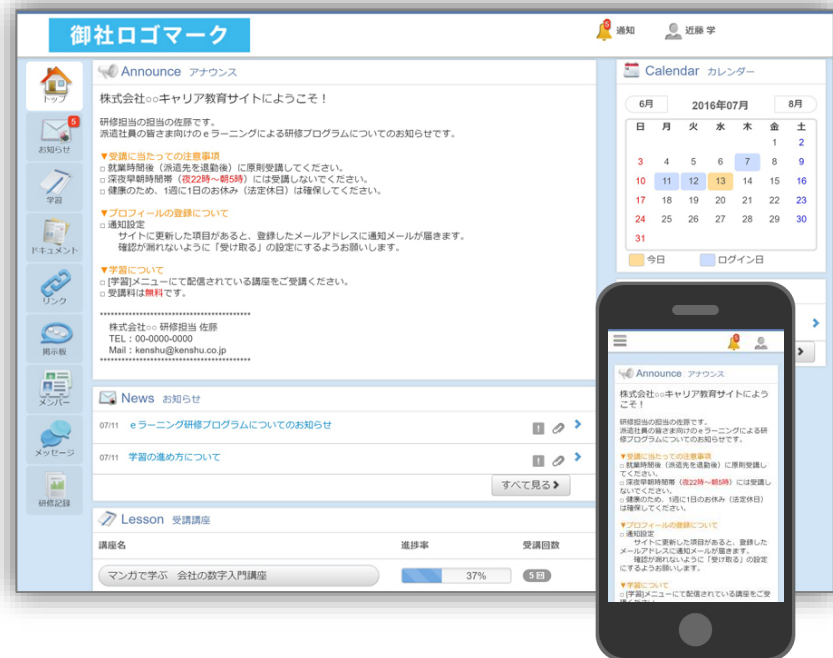 御社ロゴマーク
5
通知
近藤 学
トップ
5
お知らせ
学習
ドキュメント
リンク
掲示板
メンバー
メッセージ
研修記録
Announce アナウンス
株式会社○○キャリア教育サイトにようこそ！
研修担当の担当の佐藤です。
派遣社員の皆さま向けのｅラーニングによる研修プログラムについてのお知らせです。
▼受講に当たっての注意事項
□ 就業時間後（派遣先を退勤後）に原則受講してください。
□ 深夜早朝時間帯（夜22時～朝5時）には受講しないでください。
□ 健康のため、1週に1日のお休み（法定休日）は確保してください。
▼プロフィールの登録について
□ 通知設定
サイトに更新した項目があると、登録したメールアドレスに通知メールが届きます。
確認が漏れないように「受け取る」の設定にするようお願いします。
▼学習について
□ [学習]メニューにて配信されている講座をご受講ください。
□ 受講料は無料です。
******************************************
株式会社○○ 研修担当 佐藤
TEL：00-0000-0000
Mail：kenshu@kenshu.co.jp
******************************************
News お知らせ
07/11 ｅラーニング研修プログラムについてのお知らせ
07/11 学習の進め方について
すべて見る
Lesson 受講講座
講座名 進捗率 受講回数
マンガで学ぶ 会社の数字入門講座 37% 5回
Calendar カレンダー
6月 2016年07月 8月
日 月 火 水 木 金 土
1 2
3 4 5 6 7 8 9
10 11 12 13 14 15 16
17 18 19 20 21 22 23
24 25 26 27 28 29 30
31
今日 ログイン日
Announce アナウンス
株式会社○○キャリア教育サイトによう
こそ！
研修担当の担当の佐藤です。
派遣社員の皆さま向けのｅラーニングによる研
修プログラムについてのお知らせです。
▼受講に当たっての注意事項
□ 就業時間後（派遣先を退勤後）に原則受講し
てください。
□ 深夜早朝時間帯（夜22時～朝5時）には受講し
ないでください。
□ 健康のため、1週に1日のお休み（法定休日）
は確保してください。
▼プロフィールの登録について
□ 通知設定
サイトに更新した項目があると、登録した
メールアドレスに通知メールが届きます。
確認が漏れないように「受け取る」の設定
にするようお願いします。
▼学習について
□ [学習]メニューにて配信されている講座をご受